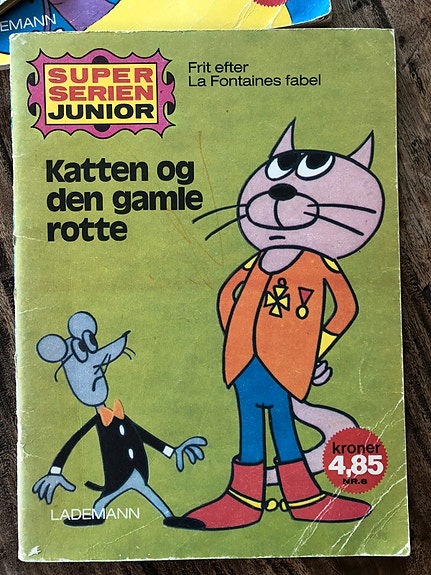 EMANN
SUPER
SERIEN
JUNIOR
Frit efter
La Fontaines fabel
Katten og
den gamle
rotte
kroner
4,85
NR.6
LADEMANN